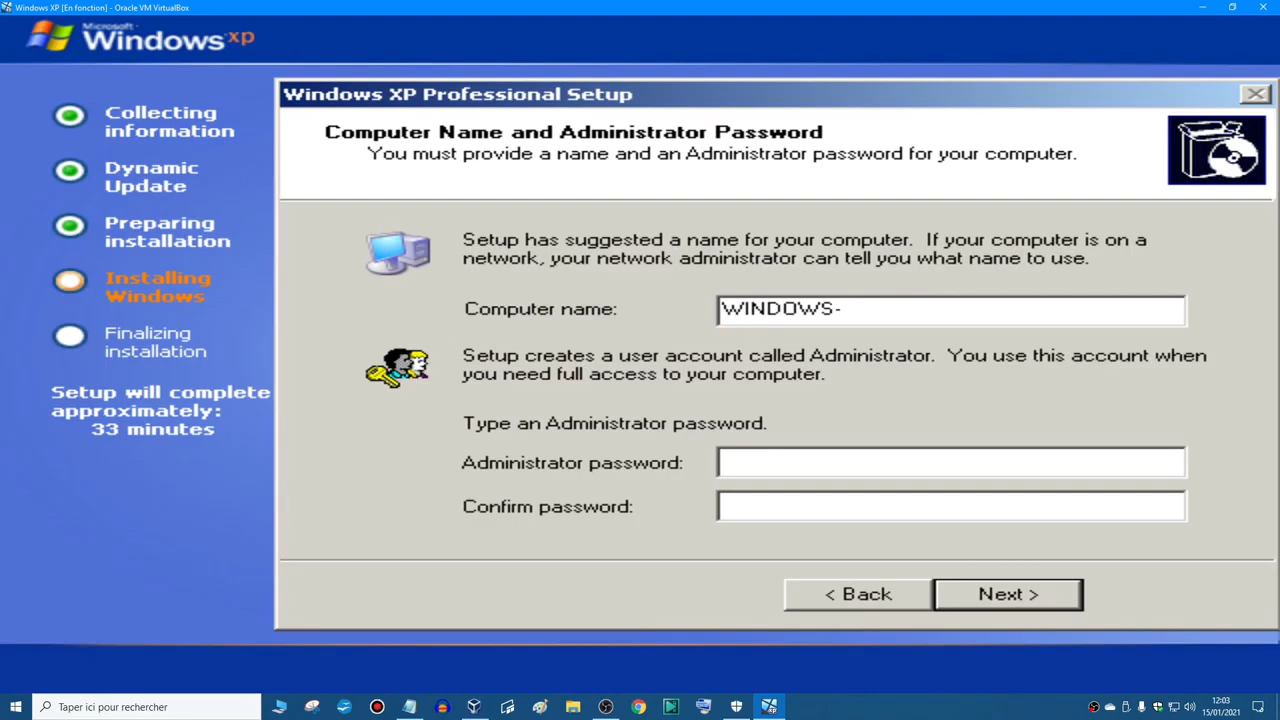 Windows XP [En fonction] - Oracle VM VirtualBox
Microsoft
Windows xp
Collecting
information
Dynamic
Update
Preparing
installation
Installing
Windows
Finalizing
installation
Setup will complete
approximately:
33 minutes
Windows XP Professional Setup
Computer Name and Administrator Password
You must provide a name and an Administrator password for your computer.
Setup has suggested a name for your computer. If your computer is on a
network, your network administrator can tell you what name to use.
Computer name: WINDOWS-
Setup creates a user account called Administrator. You use this account when
you need full access to your computer.
Type an Administrator password.
Administrator password:
Confirm password:
< Back Next >
Taper ici pour rechercher
12:03
15/01/2021